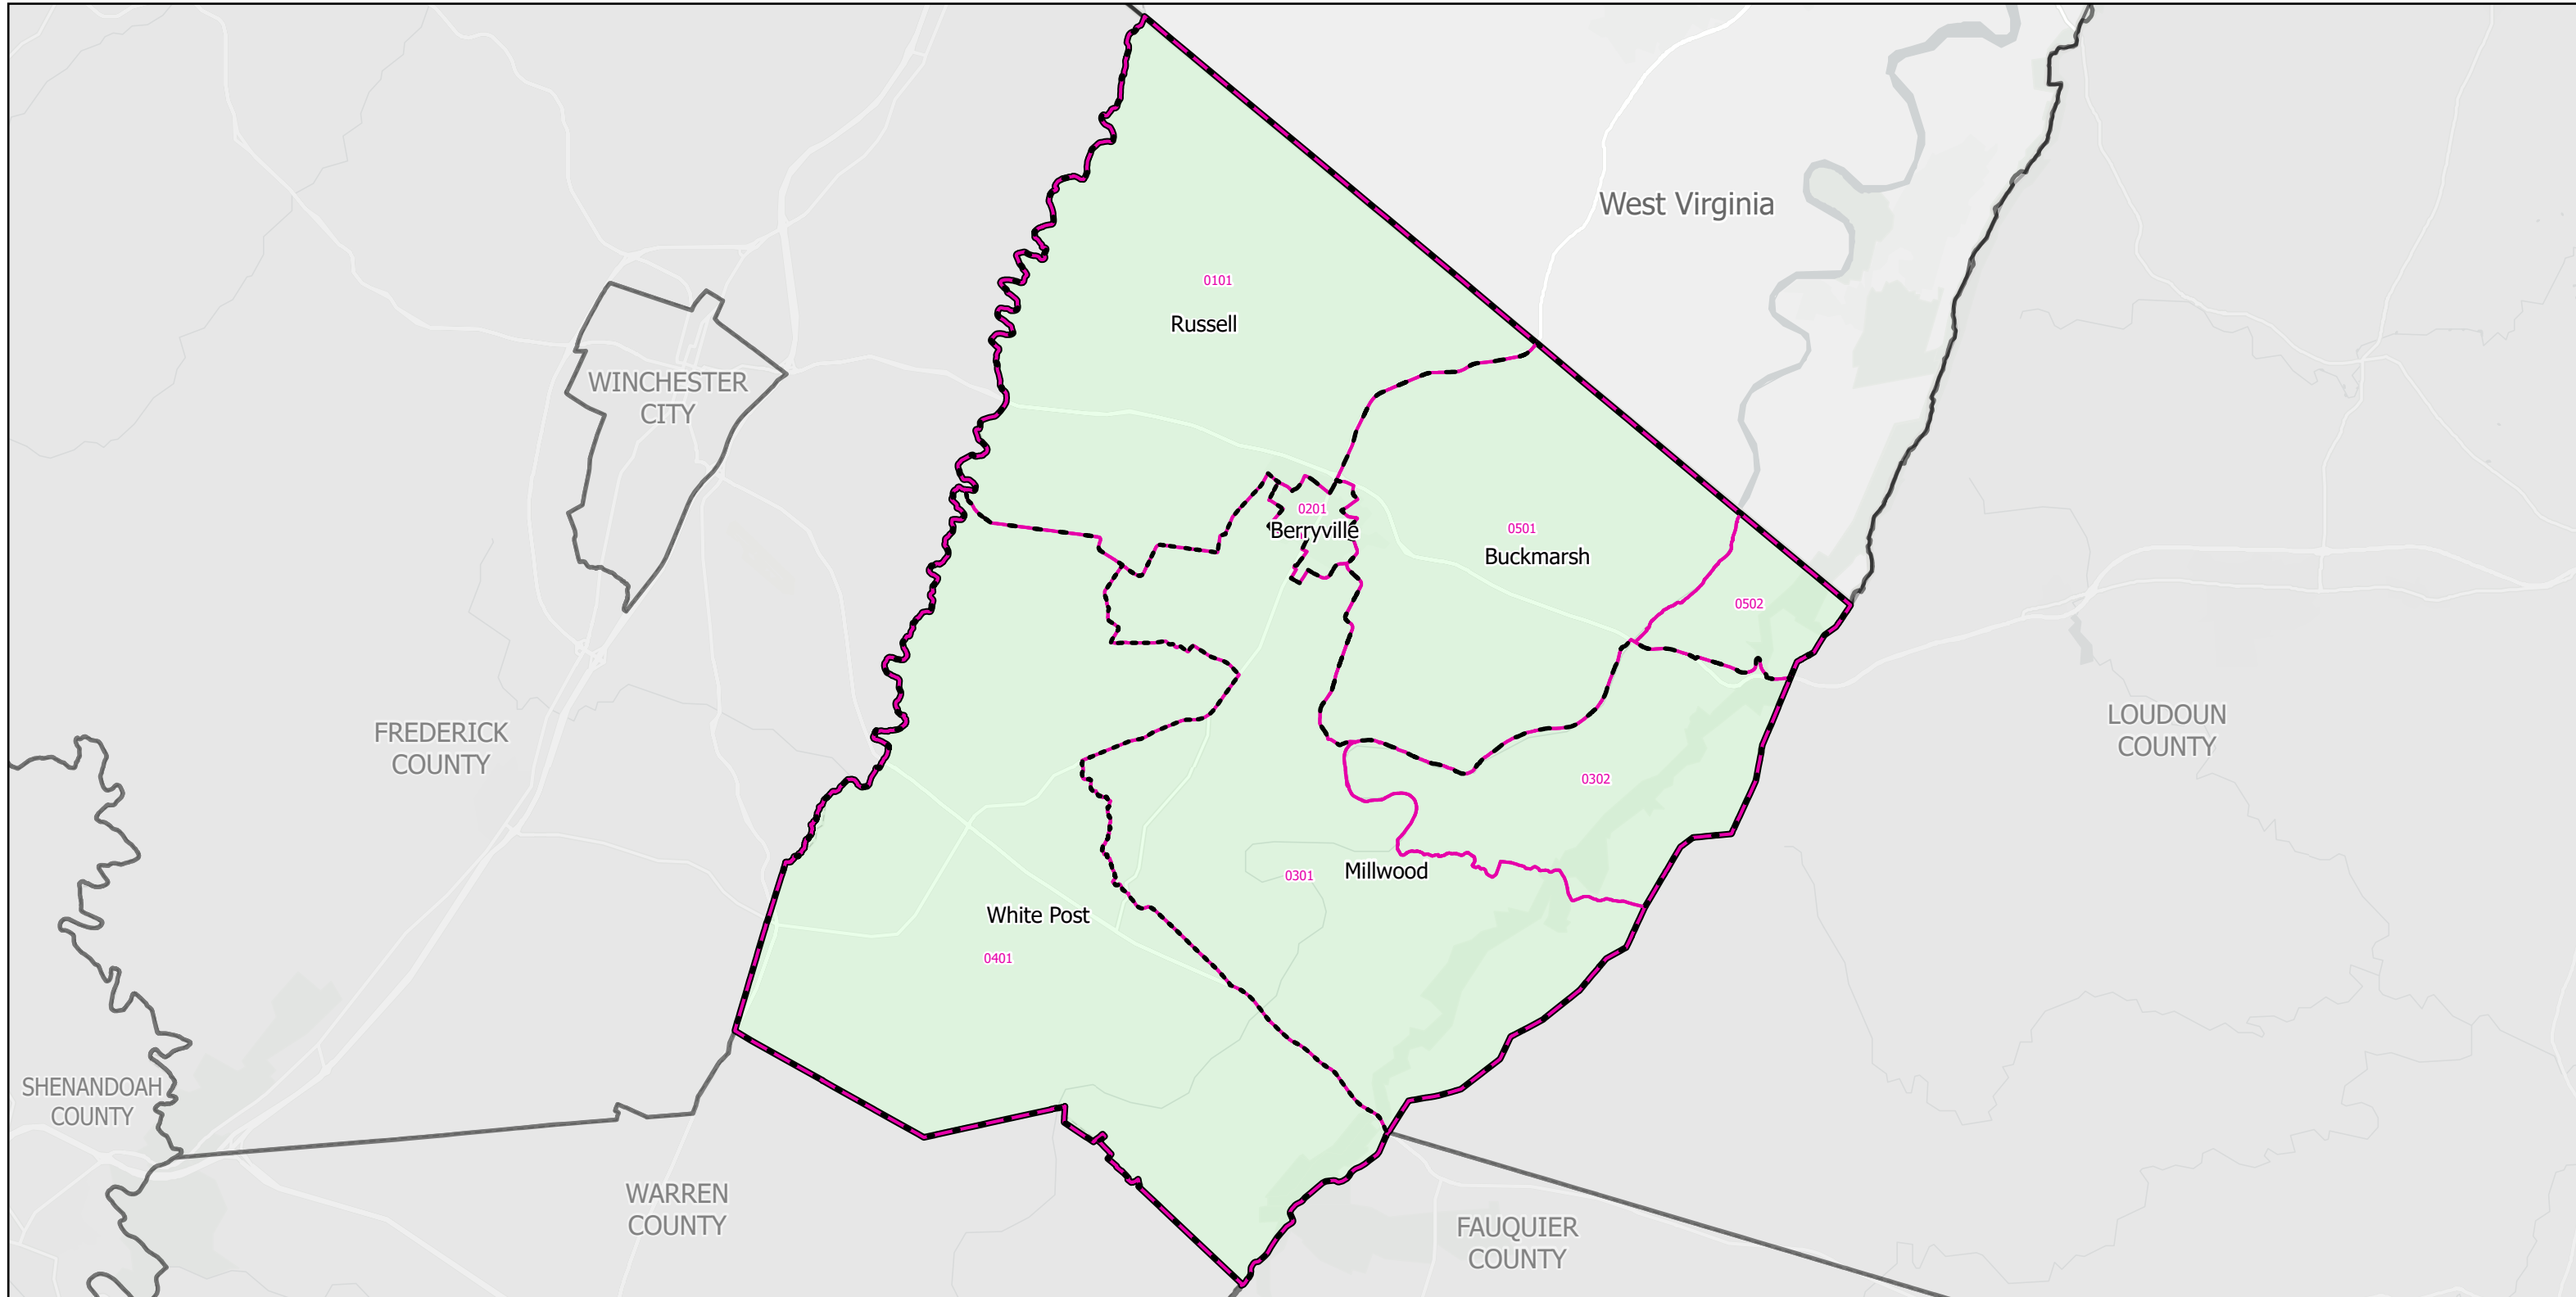 West Virginia
0101
Russell
WINCHESTER
CITY
0201
Berryville
0501
Buckmarsh
0502
FREDERICK
COUNTY
LOUDOUN
COUNTY
0302
0301
Millwood
White Post
0401
SHENANDOAH
COUNTY
WARREN
COUNTY
FAUQUIER
COUNTY